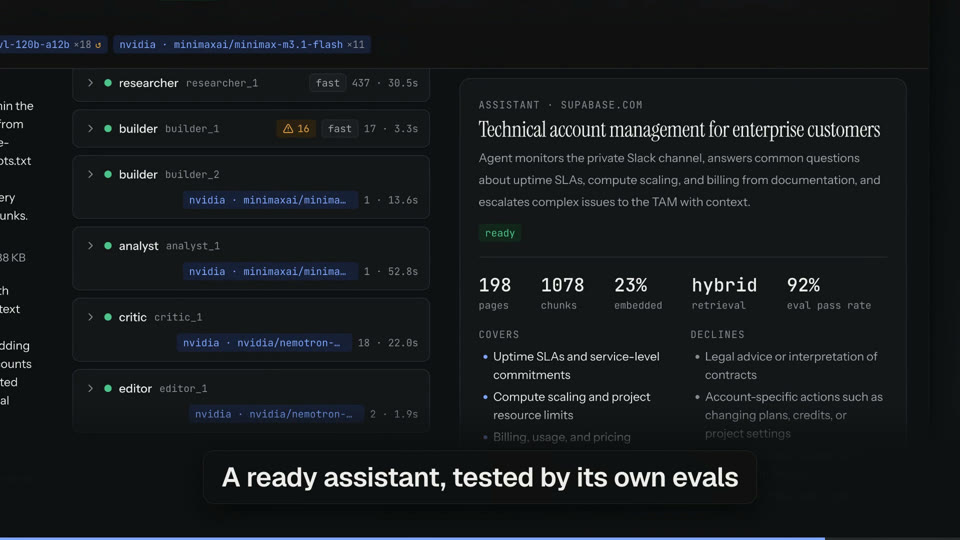 vl-120b-a12b ×18 ↺
nvidia · minimaxai/minimax-m3.1-flash ×11
in the
from
e-
ots.txt
ery
unks.
38 KB
th
text
dding
ounts
ted
al
researcher researcher_1 fast 437 · 30.5s
builder builder_1 16 fast 17 · 3.3s
builder builder_2
nvidia · minimaxai/minima… 1 · 13.6s
analyst analyst_1
nvidia · minimaxai/minima… 1 · 52.8s
critic critic_1
nvidia · nvidia/nemotron-… 18 · 22.0s
editor editor_1
nvidia · nvidia/nemotron-… 2 · 1.9s
ASSISTANT · SUPABASE.COM
Technical account management for enterprise customers
Agent monitors the private Slack channel, answers common questions
about uptime SLAs, compute scaling, and billing from documentation, and
escalates complex issues to the TAM with context.
ready
198 1078 23% hybrid 92%
pages chunks embedded retrieval eval pass rate
COVERS
• Uptime SLAs and service-level
commitments
• Compute scaling and project
resource limits
• Billing, usage, and pricing
DECLINES
• Legal advice or interpretation of
contracts
• Account-specific actions such as
changing plans, credits, or
project settings
A ready assistant, tested by its own evals